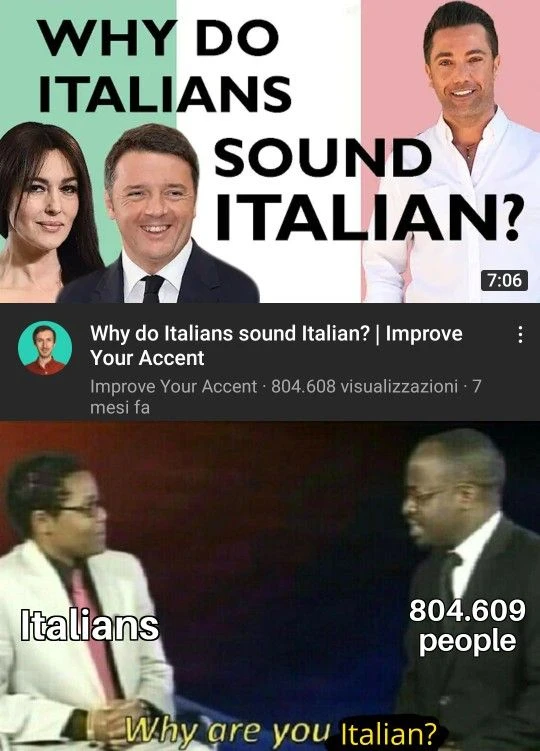 WHY DO
ITALIANS
SOUND
ITALIAN?
7:06
Why do Italians sound Italian? | Improve
Your Accent
Improve Your Accent · 804.608 visualizzazioni · 7
mesi fa
Italians
804.609
people
Why are you Italian?